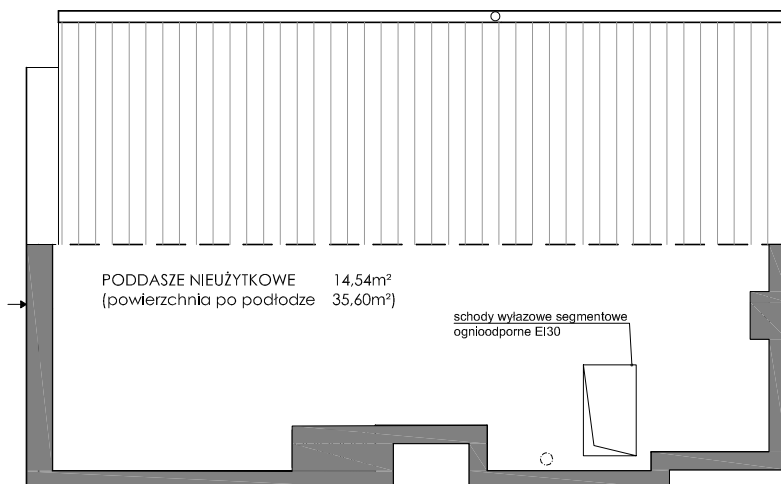 PODDASZE NIEUŻYTKOWE 14,54m²
(powierzchnia po podłodze 35,60m²)
schody wyłazowe segmentowe
ognioodporne EI30